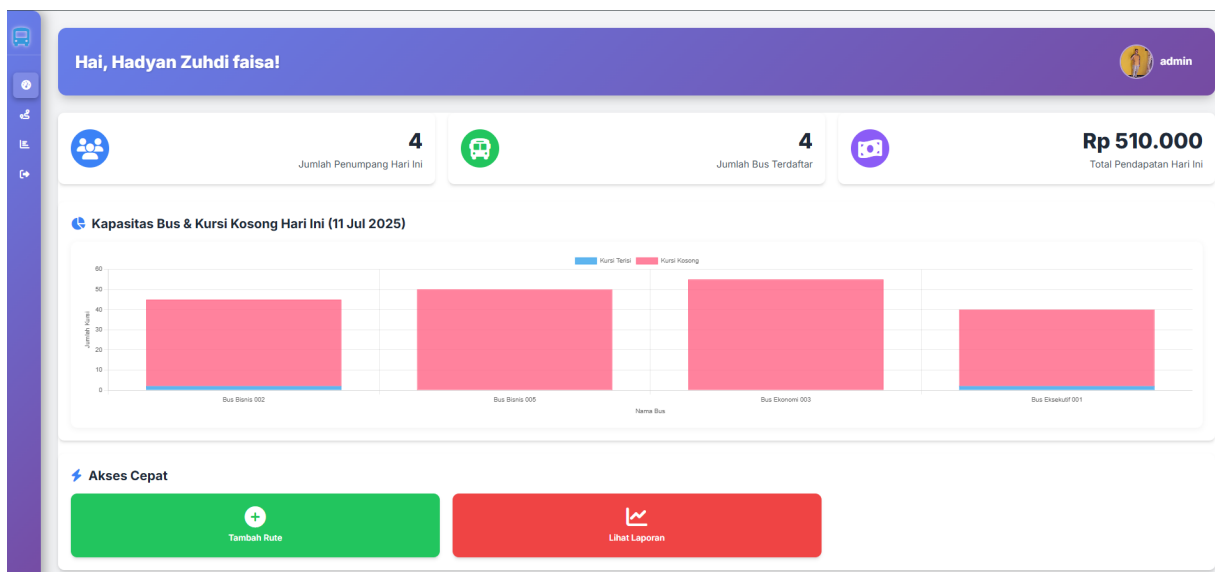 Hai, Hadyan Zuhdi faisa!
admin
4
Jumlah Penumpang Hari Ini
4
Jumlah Bus Terdaftar
Rp 510.000
Total Pendapatan Hari Ini
Kapasitas Bus & Kursi Kosong Hari Ini (11 Jul 2025)
Kursi Terisi Kursi Kosong
60
50
40
30
20
10
0
Jumlah Kursi
Bus Bisnis 002 Bus Bisnis 005 Bus Ekonomi 003 Bus Eksekutif 001
Nama Bus
Akses Cepat
Tambah Rute
Lihat Laporan